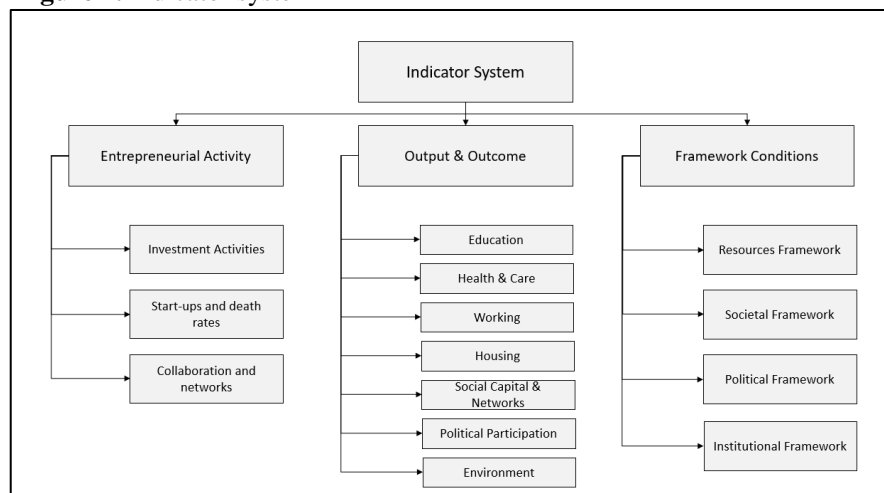 Indicator System
Entrepreneurial Activity
Output & Outcome
Framework Conditions
Investment Activities
Start-ups and death
rates
Collaboration and
networks
Education
Health & Care
Working
Housing
Social Capital &
Networks
Political Participation
Environment
Resources Framework
Societal Framework
Political Framework
Institutional Framework